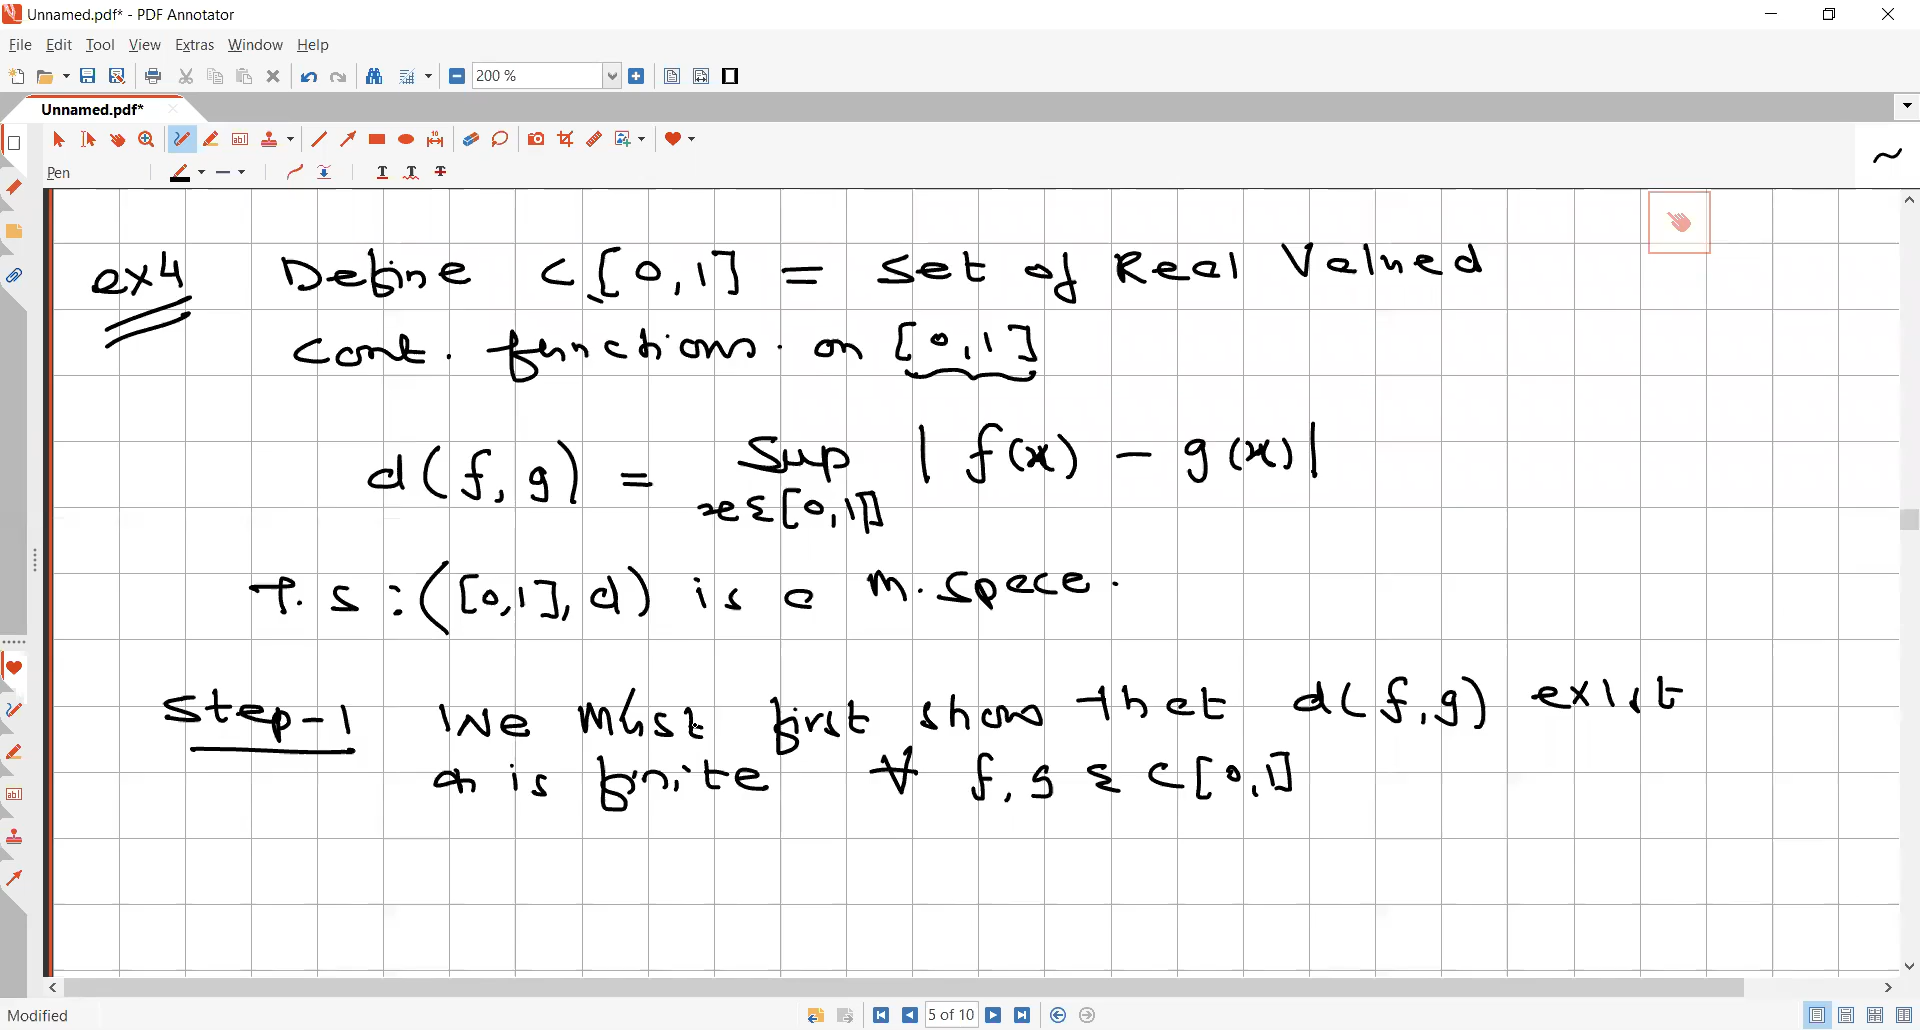 Unnamed.pdf* - PDF Annotator
File Edit Tool View Extras Window Help
200 %
Unnamed.pdf*
Pen
ex4 Define C[0,1] = set of Real Valued
cont. functions. on [0,1]
d(f,g) = Sup |f(x) - g(x)|
x∈[0,1]
T.S: ([0,1], d) is a M. space.
Step-1 We Must first show that d(f,g) exist
is finite ∀ f,g ∈ C[0,1]
Modified
5 of 10